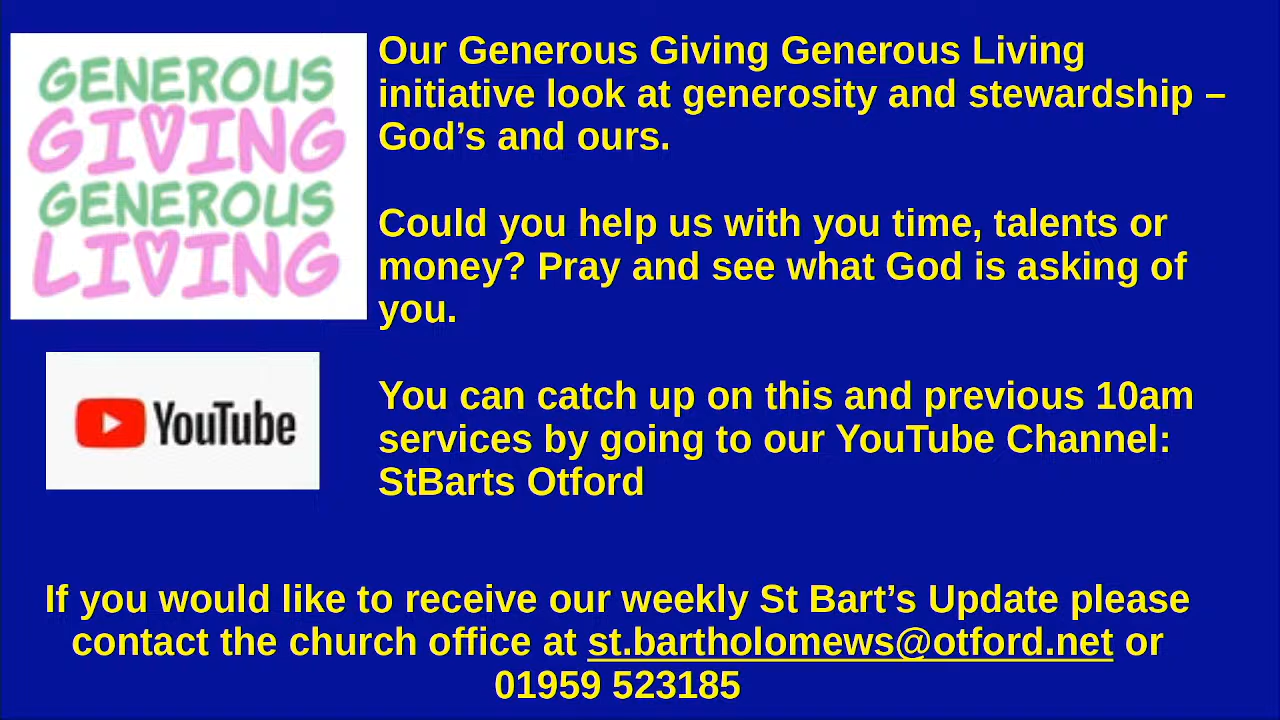 GENEROUS
GIVING
GENEROUS
LIVING
Our Generous Giving Generous Living
initiative look at generosity and stewardship –
God’s and ours.
Could you help us with you time, talents or
money? Pray and see what God is asking of
you.
YouTube
You can catch up on this and previous 10am
services by going to our YouTube Channel:
StBarts Otford
If you would like to receive our weekly St Bart’s Update please
contact the church office at st.bartholomews@otford.net or
01959 523185